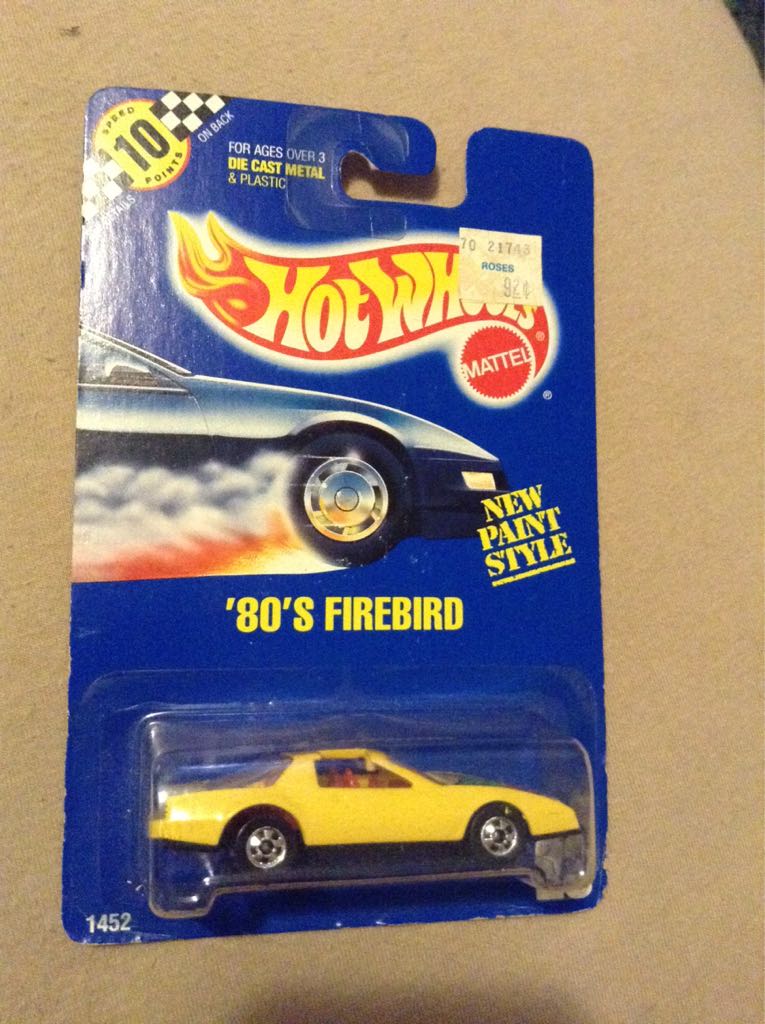 SPEED
10
POINTS
ON BACK
DETAILS
FOR AGES OVER 3
DIE CAST METAL
& PLASTIC
70 21743
ROSES
92¢
HOT WHEELS
®
MATTEL
®
NEW
PAINT
STYLE
'80'S FIREBIRD
1452